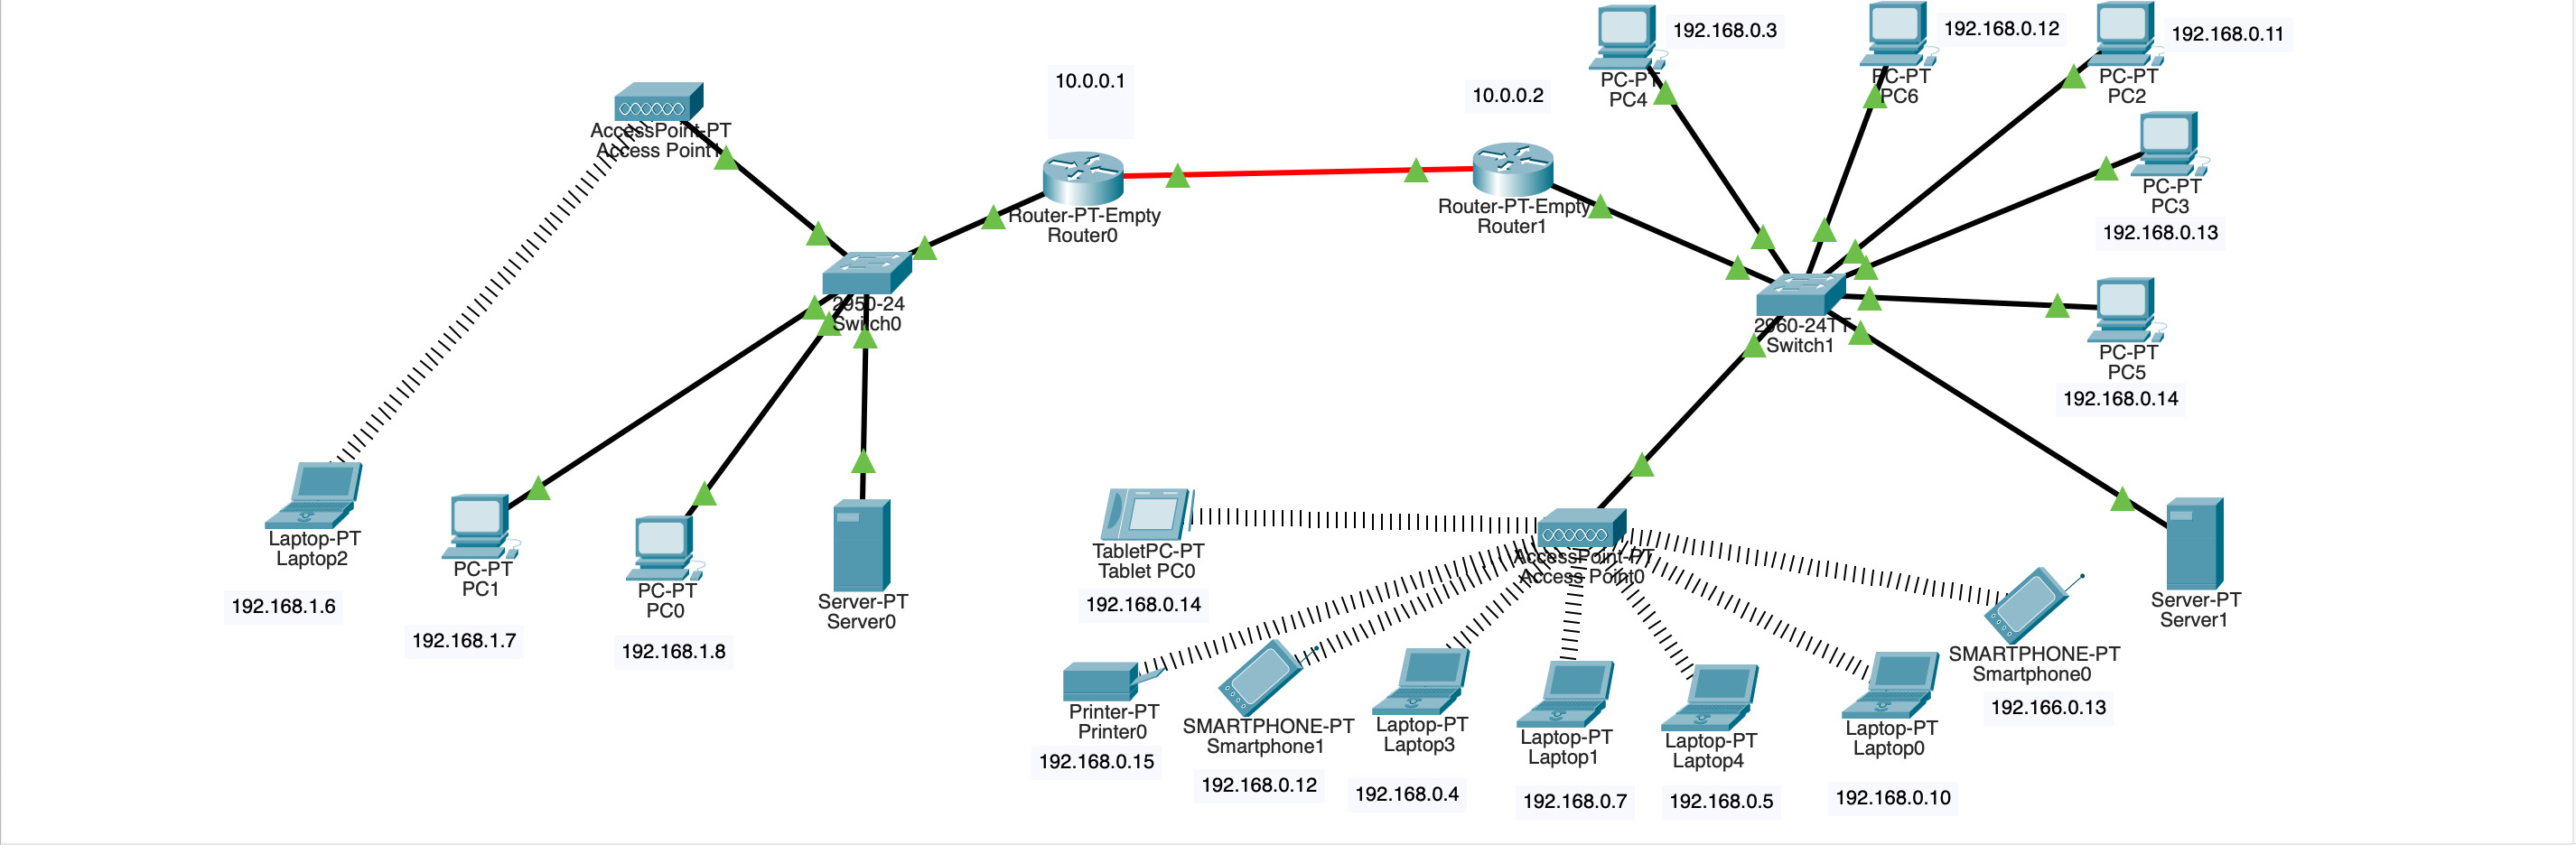 AccessPoint-PT
Access Point1
10.0.0.1
Router-PT-Empty
Router0
10.0.0.2
Router-PT-Empty
Router1
192.168.0.3
PC-PT
PC4
192.168.0.12
PC-PT
PC6
192.168.0.11
PC-PT
PC2
PC-PT
PC3
192.168.0.13
2950-24
Switch0
2960-24TT
Switch1
PC-PT
PC5
192.168.0.14
Laptop-PT
Laptop2
192.168.1.6
PC-PT
PC1
192.168.1.7
PC-PT
PC0
192.168.1.8
Server-PT
Server0
TabletPC-PT
Tablet PC0
192.168.0.14
AccessPoint-PT
Access Point0
Server-PT
Server1
Printer-PT
Printer0
192.168.0.15
SMARTPHONE-PT
Smartphone1
192.168.0.12
Laptop-PT
Laptop3
192.168.0.4
Laptop-PT
Laptop1
192.168.0.7
Laptop-PT
Laptop4
192.168.0.5
Laptop-PT
Laptop0
192.168.0.10
SMARTPHONE-PT
Smartphone0
192.166.0.13